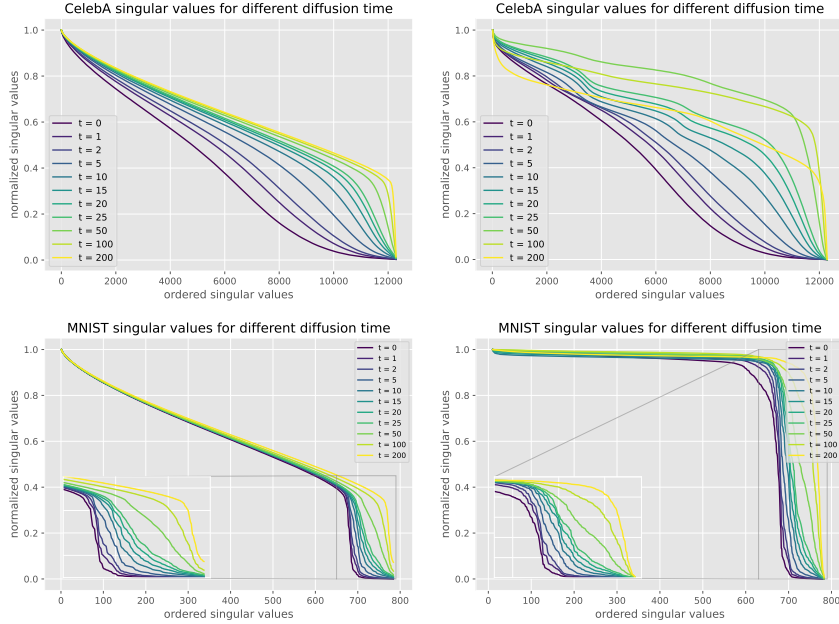 CelebA singular values for different diffusion time
normalized singular values
1.0
0.8
0.6
0.4
0.2
0.0
t = 0
t = 1
t = 2
t = 5
t = 10
t = 15
t = 20
t = 25
t = 50
t = 100
t = 200
0 2000 4000 6000 8000 10000 12000
ordered singular values
CelebA singular values for different diffusion time
normalized singular values
1.0
0.8
0.6
0.4
0.2
0.0
t = 0
t = 1
t = 2
t = 5
t = 10
t = 15
t = 20
t = 25
t = 50
t = 100
t = 200
0 2000 4000 6000 8000 10000 12000
ordered singular values
MNIST singular values for different diffusion time
normalized singular values
1.0
0.8
0.6
0.4
0.2
0.0
t = 0
t = 1
t = 2
t = 5
t = 10
t = 15
t = 20
t = 25
t = 50
t = 100
t = 200
0 100 200 300 400 500 600 700 800
ordered singular values
MNIST singular values for different diffusion time
normalized singular values
1.0
0.8
0.6
0.4
0.2
0.0
t = 0
t = 1
t = 2
t = 5
t = 10
t = 15
t = 20
t = 25
t = 50
t = 100
t = 200
0 100 200 300 400 500 600 700 800
ordered singular values